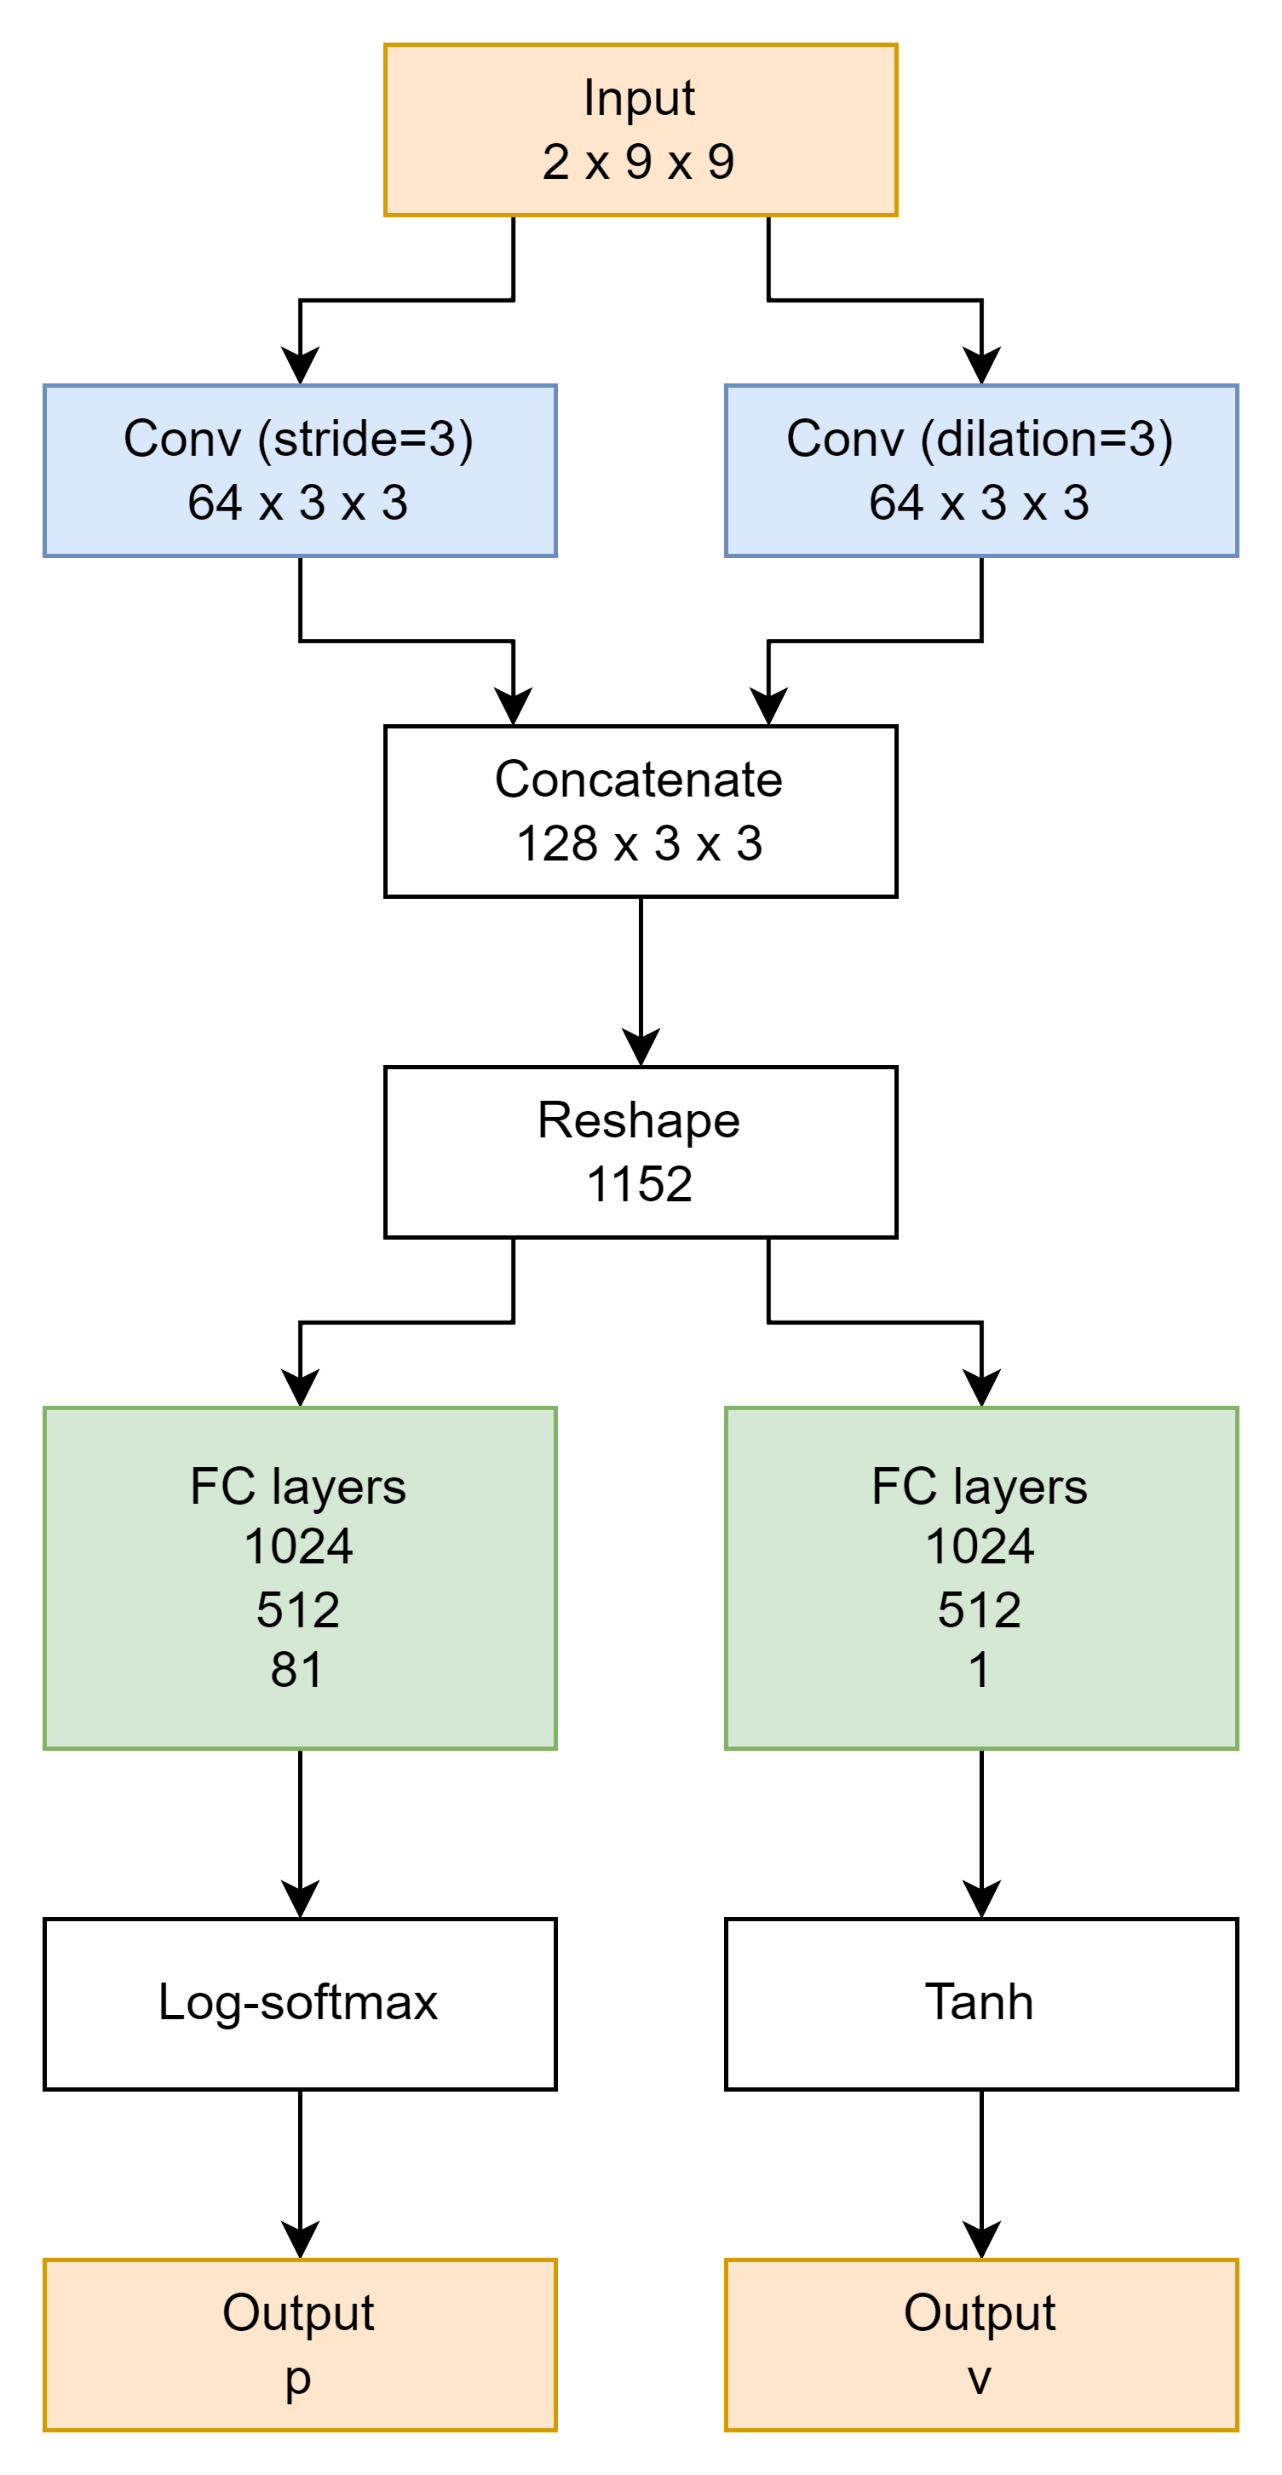 Input
2 x 9 x 9
Conv (stride=3)
64 x 3 x 3
Conv (dilation=3)
64 x 3 x 3
Concatenate
128 x 3 x 3
Reshape
1152
FC layers
1024
512
81
FC layers
1024
512
1
Log-softmax
Tanh
Output
p
Output
v